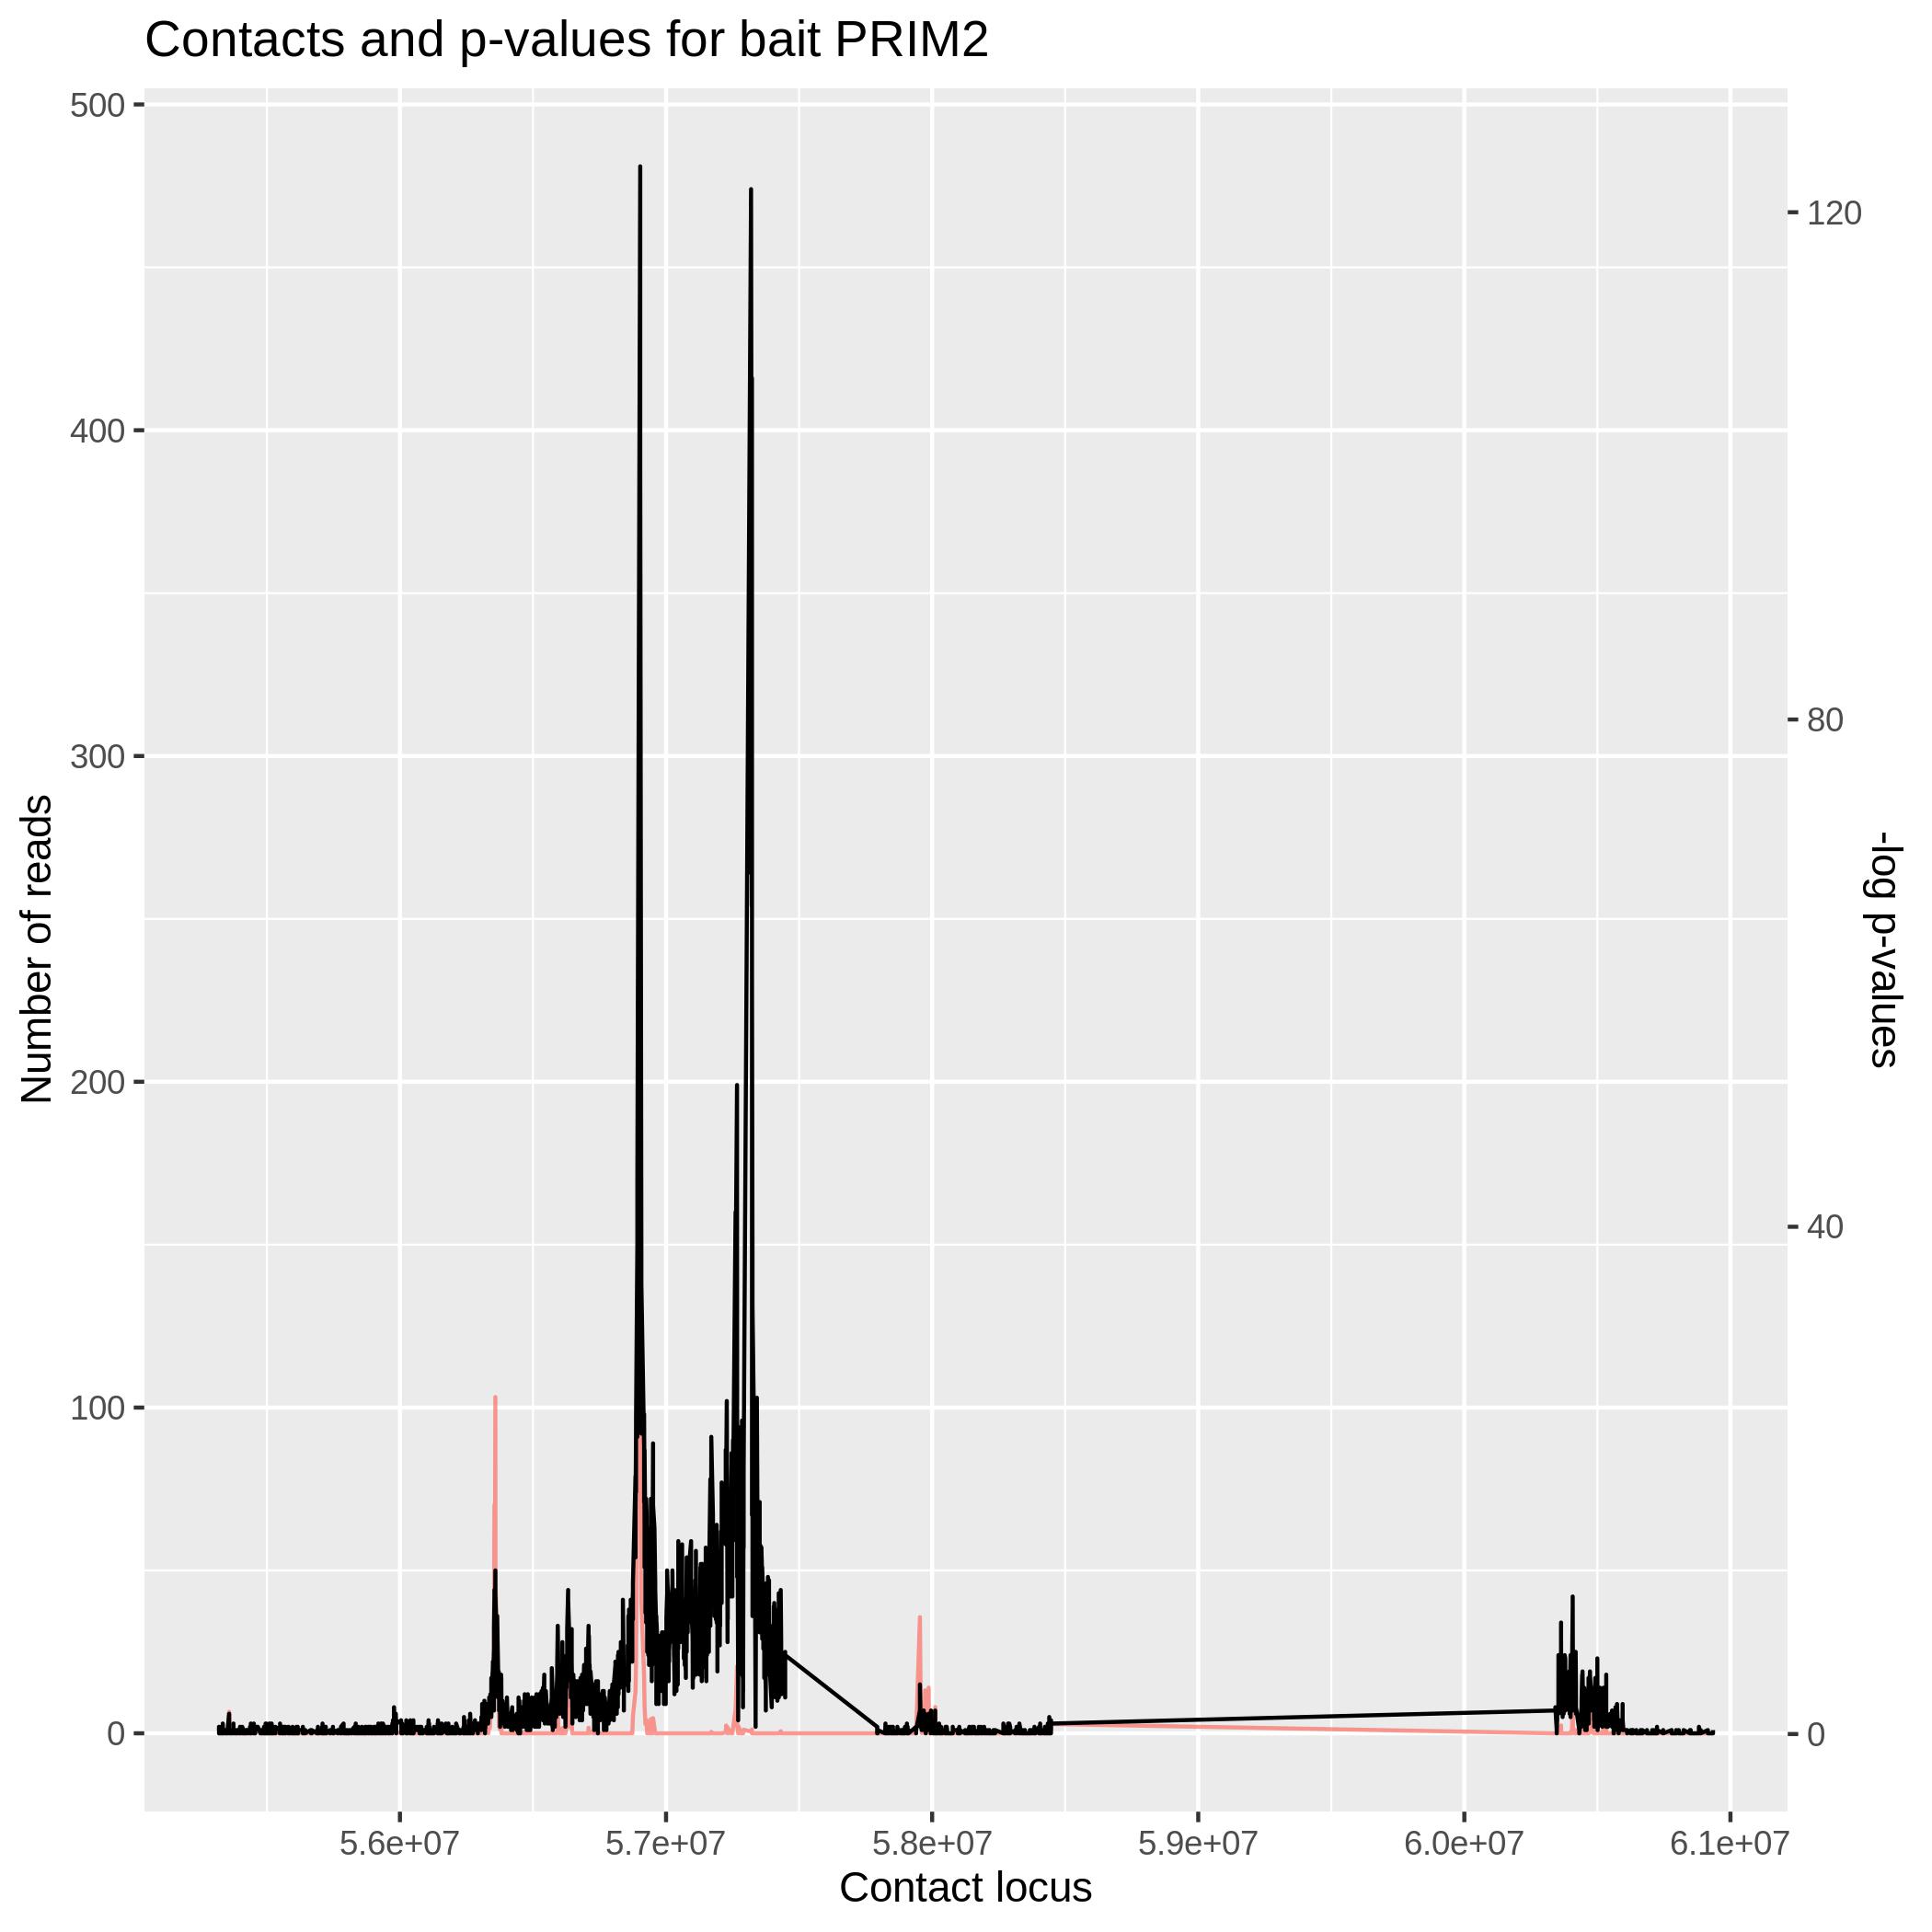 Contacts and p-values for bait PRIM2
500
400
300
200
100
0
Number of reads
120
80
40
0
-log p-values
5.6e+07 5.7e+07 5.8e+07 5.9e+07 6.0e+07 6.1e+07
Contact locus